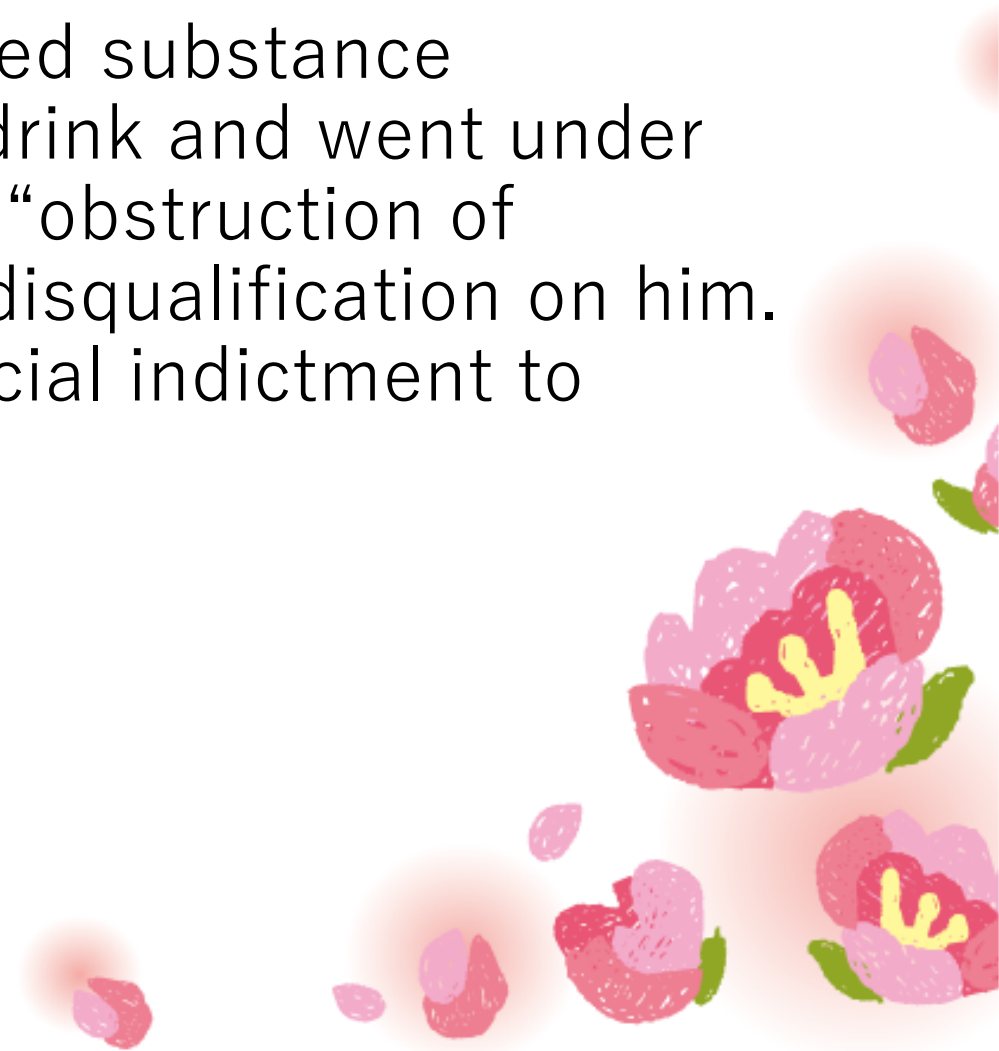 ed substance
drink and went under
“obstruction of
disqualification on him.
cial indictment to